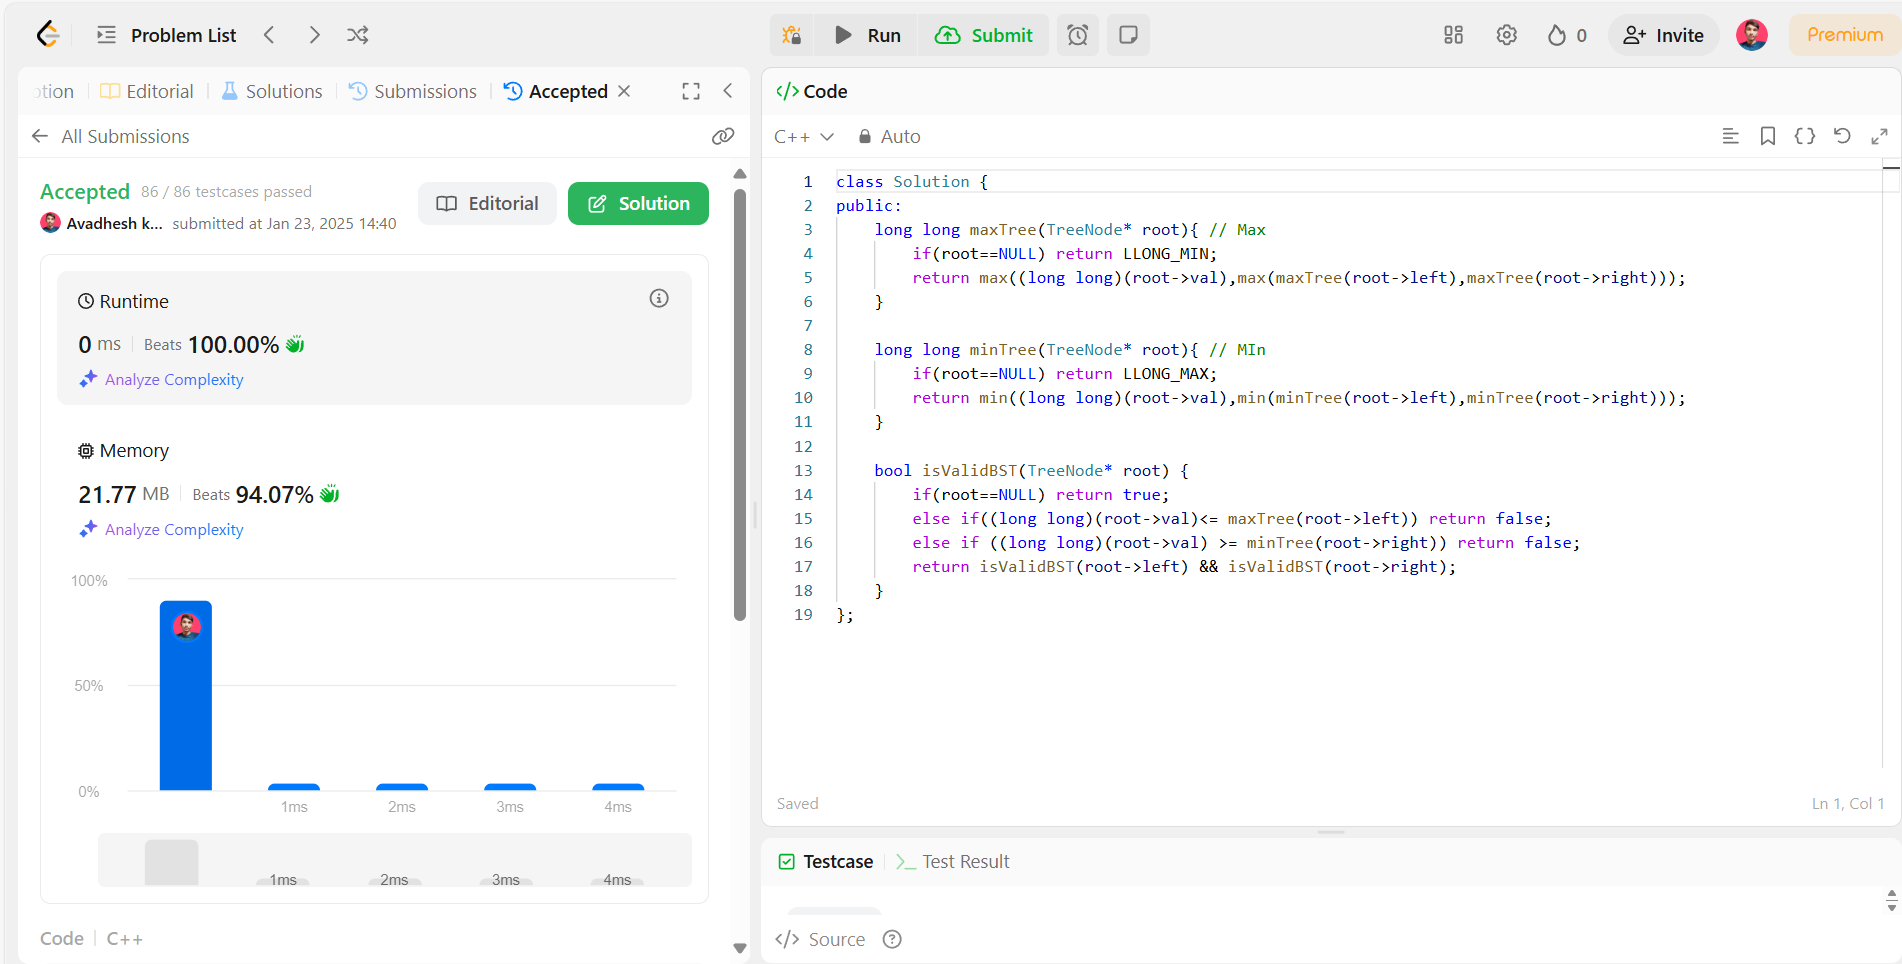 Problem List
Run
Submit
0
Invite
Premium
Editorial
Solutions
Submissions
Accepted
All Submissions
Accepted 86 / 86 testcases passed
Avadhesh k... submitted at Jan 23, 2025 14:40
Editorial
Solution
Runtime
0 ms Beats 100.00%
Analyze Complexity
Memory
21.77 MB Beats 94.07%
Analyze Complexity
100%
50%
0%
1ms 2ms 3ms 4ms
1ms 2ms 3ms 4ms
Code C++
</> Code
C++ Auto
1 class Solution {
2 public:
3     long long maxTree(TreeNode* root){ // Max
4         if(root==NULL) return LLONG_MIN;
5         return max((long long)(root->val),max(maxTree(root->left),maxTree(root->right)));
6     }
7
8     long long minTree(TreeNode* root){ // MIn
9         if(root==NULL) return LLONG_MAX;
10         return min((long long)(root->val),min(minTree(root->left),minTree(root->right)));
11     }
12
13     bool isValidBST(TreeNode* root) {
14         if(root==NULL) return true;
15         else if((long long)(root->val)<= maxTree(root->left)) return false;
16         else if ((long long)(root->val) >= minTree(root->right)) return false;
17         return isValidBST(root->left) && isValidBST(root->right);
18     }
19 };
Saved
Ln 1, Col 1
Testcase
Test Result
</> Source